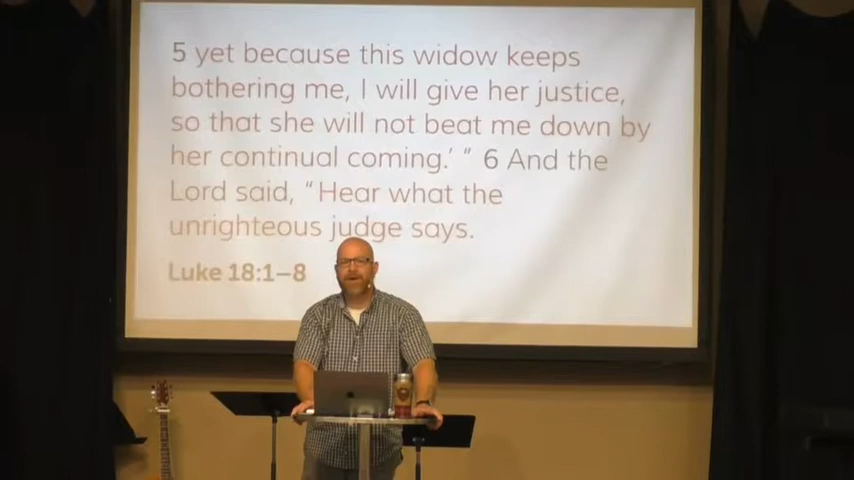 5 yet because this widow keeps
bothering me, I will give her justice,
so that she will not beat me down by
her continual coming.’ ” 6 And the
Lord said, “Hear what the
unrighteous judge says.
Luke 18:1–8